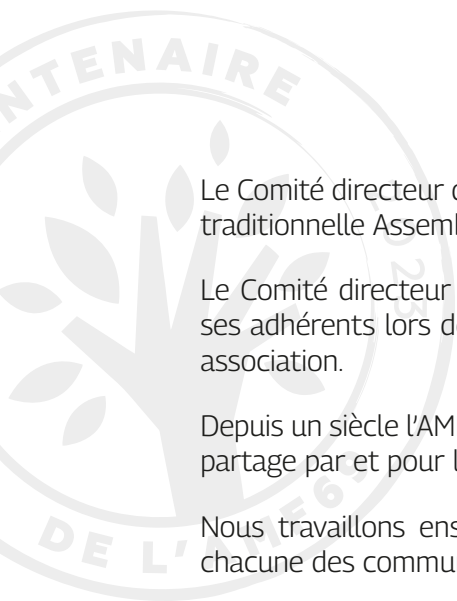 NTENAIRE
Le Comité directeur
traditionnelle Assem
Le Comité directeur
ses adhérents lors d
association.
Depuis un siècle l'AM
partage par et pour l
Nous travaillons ens
chacune des commu
DE L'AMF69